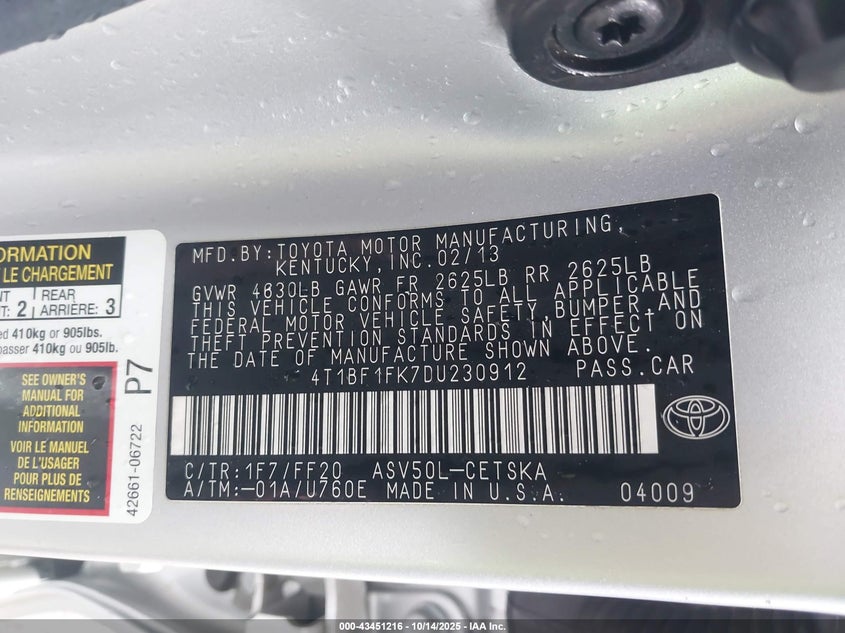 ORMATION
LE CHARGEMENT
NT
T: 2
REAR
ARRIÈRE: 3
ed 410kg or 905lbs.
passer 410kg ou 905lb.
SEE OWNER'S
MANUAL FOR
ADDITIONAL
INFORMATION
VOIR LE MANUEL
DE L'USAGER
POUR PLUS DE
RENSEIGNEMENTS
P7
42661-06722
MFD.BY:TOYOTA MOTOR MANUFACTURING,
KENTUCKY,INC.02/13
GVWR 4630LB GAWR FR 2625LB RR 2625LB
THIS VEHICLE CONFORMS TO ALL APPLICABLE
FEDERAL MOTOR VEHICLE SAFETY,BUMPER,AND
THEFT PREVENTION STANDARDS IN EFFECT ON
THE DATE OF MANUFACTURE SHOWN ABOVE.
4T1BF1FK7DU230912 PASS.CAR
C/TR:1F7/FF20 ASV50L-CETSKA
A/TM:-01A/U760E MADE IN U.S.A. 04009
000-43451216 - 10/14/2025 - IAA Inc.